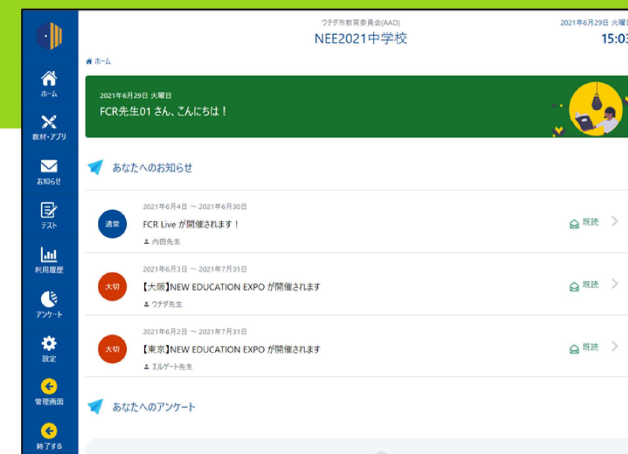 ウチダ市教育委員会(AAD)
NEE2021中学校
2021年6月29日 火曜日
15:03
ホーム
ホーム
教材・アプリ
お知らせ
テスト
利用履歴
アンケート
設定
管理画面
終了する
2021年6月29日 火曜日
FCR先生01 さん、こんにちは！
あなたへのお知らせ
2021年6月4日 ～ 2021年6月30日
通常
FCR Live が開催されます！
内田先生
既読
2021年6月3日 ～ 2021年7月31日
大切
【大阪】NEW EDUCATION EXPO が開催されます
ウチダ先生
既読
2021年6月2日 ～ 2021年7月31日
大切
【東京】NEW EDUCATION EXPO が開催されます
エルゲート先生
既読
あなたへのアンケート